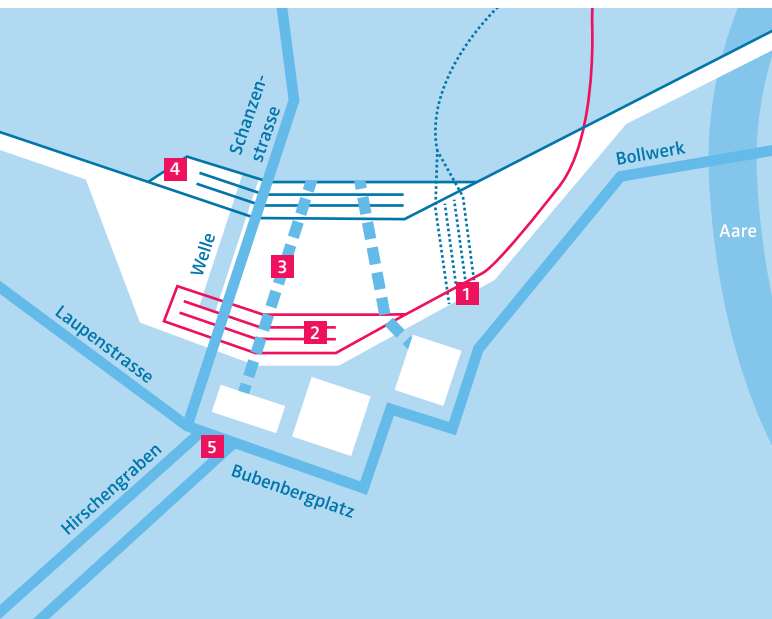 Schanzen-
strasse
4
Bollwerk
Aare
Welle
3
1
2
Laupenstrasse
5
Hirschengraben
Bubenbergplatz